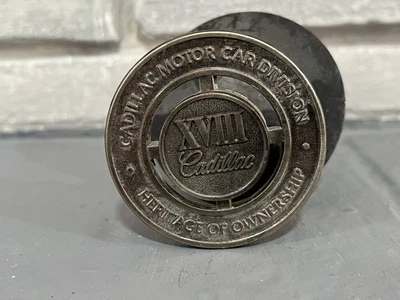 CADILLAC MOTOR CAR DIVISION
XVIII
Cadillac
HERITAGE OF OWNERSHIP